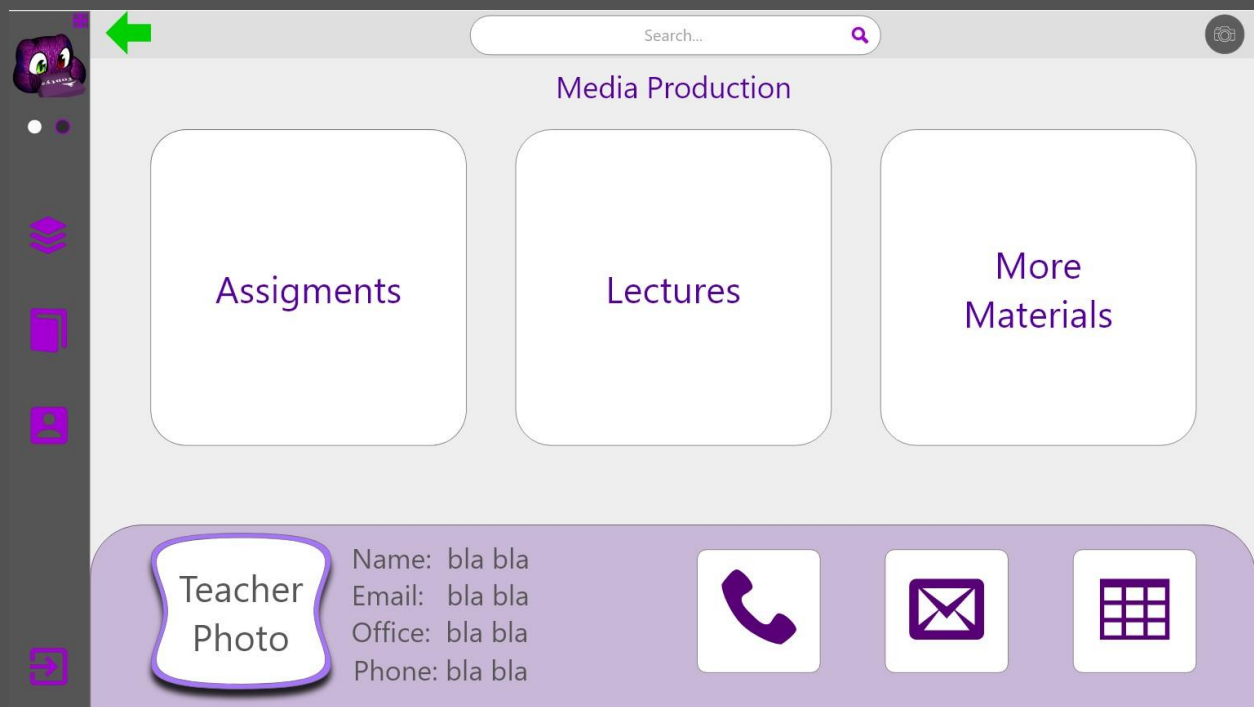 Search...
Media Production
Assigments
Lectures
More
Materials
Teacher
Photo
Name: bla bla
Email: bla bla
Office: bla bla
Phone: bla bla